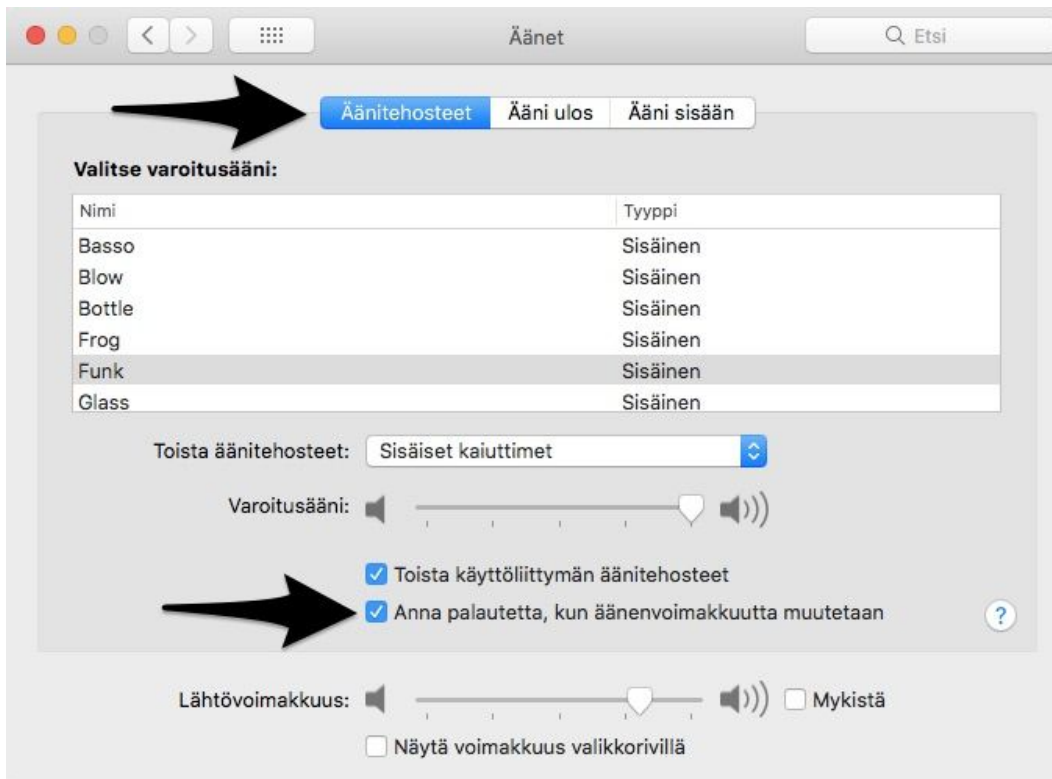 Äänet
Etsi
Äänitehosteet Ääni ulos Ääni sisään
Valitse varoitusääni:
Nimi Tyyppi
Basso Sisäinen
Blow Sisäinen
Bottle Sisäinen
Frog Sisäinen
Funk Sisäinen
Glass Sisäinen
Toista äänitehosteet: Sisäiset kaiuttimet
Varoitusääni:
Toista käyttöliittymän äänitehosteet
Anna palautetta, kun äänenvoimakkuutta muutetaan
?
Lähtövoimakkuus: Mykistä
Näytä voimakkuus valikkorivillä